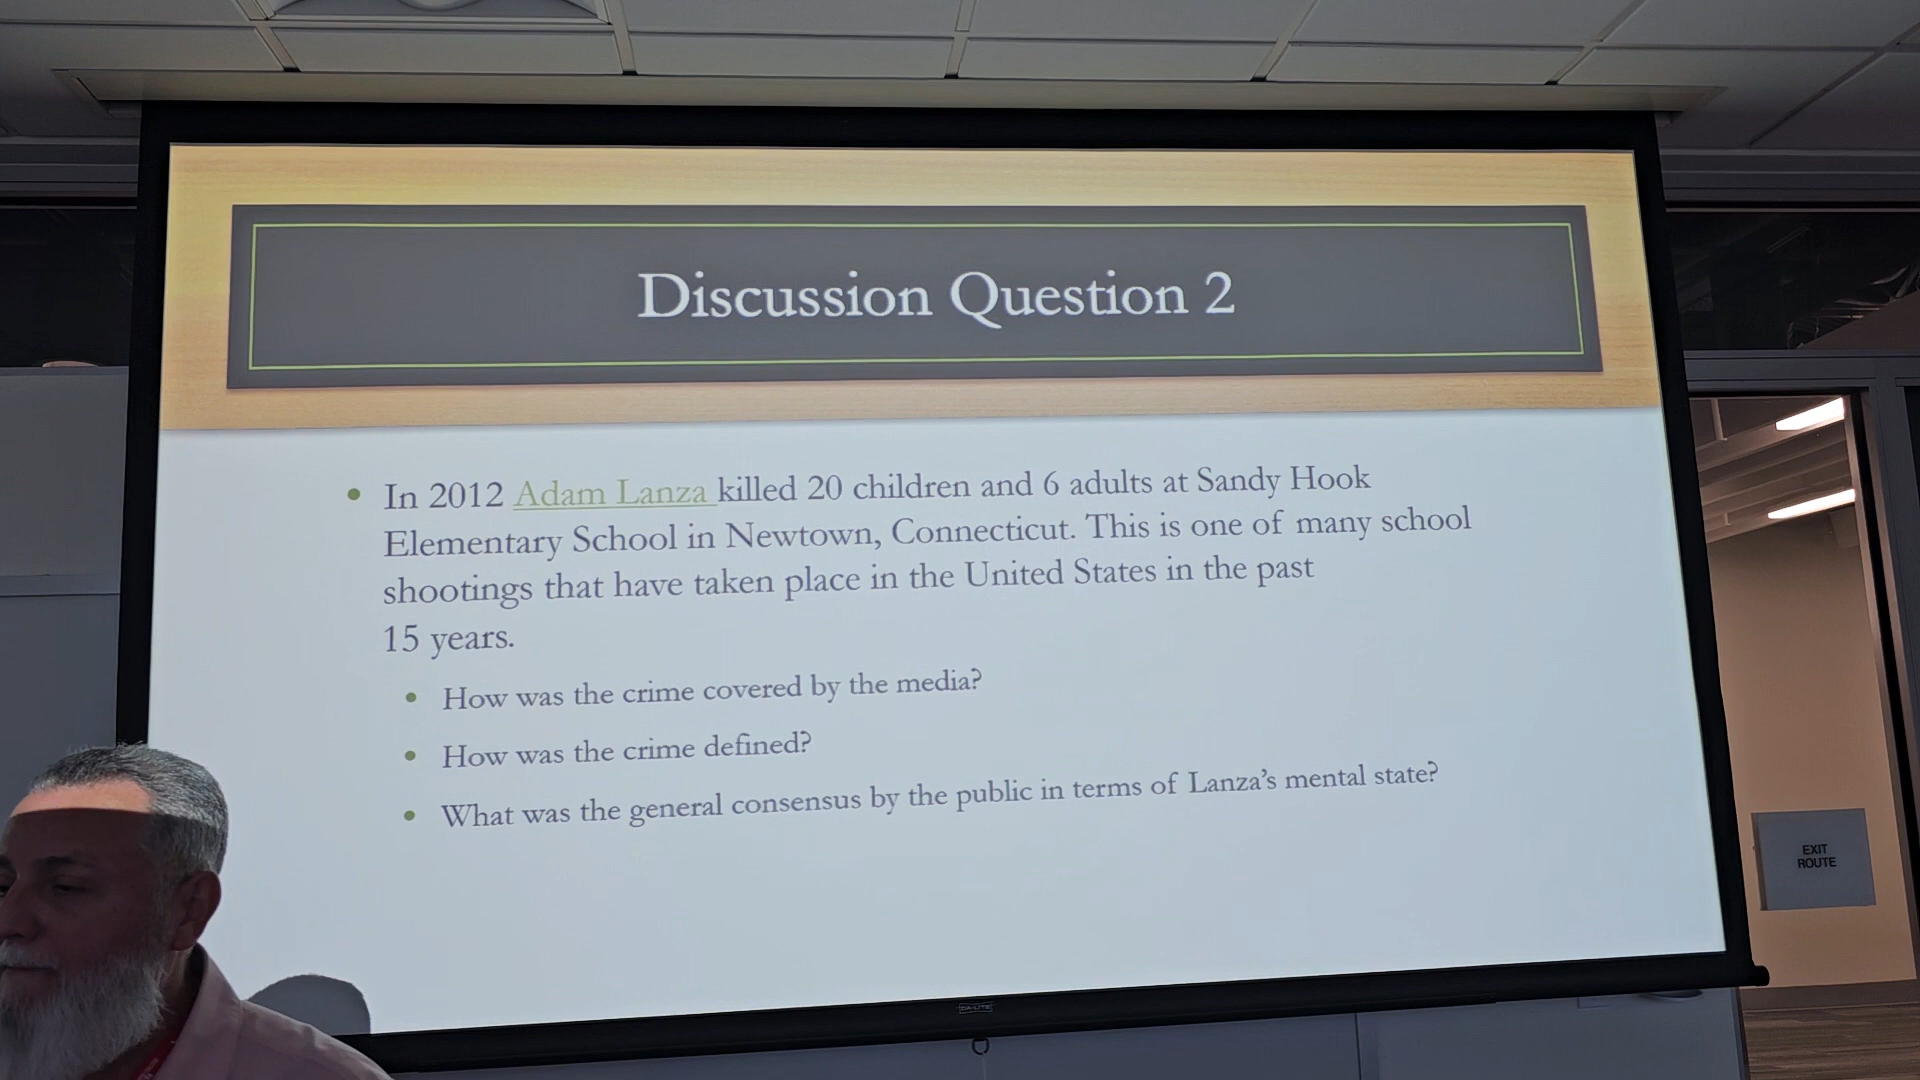 Discussion Question 2
• In 2012 Adam Lanza killed 20 children and 6 adults at Sandy Hook
Elementary School in Newtown, Connecticut. This is one of many school
shootings that have taken place in the United States in the past
15 years.
• How was the crime covered by the media?
• How was the crime defined?
• What was the general consensus by the public in terms of Lanza's mental state?
EXIT
ROUTE
DA-LITE